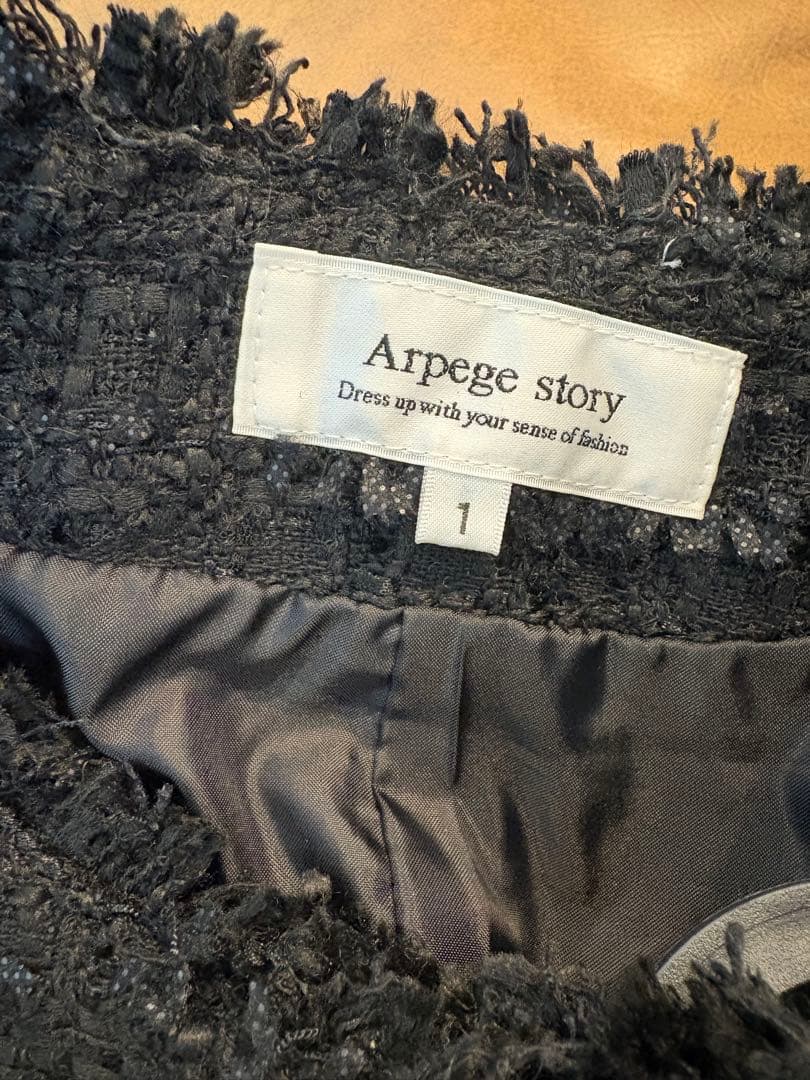 Arpege story
Dress up with your sense of fashion
1